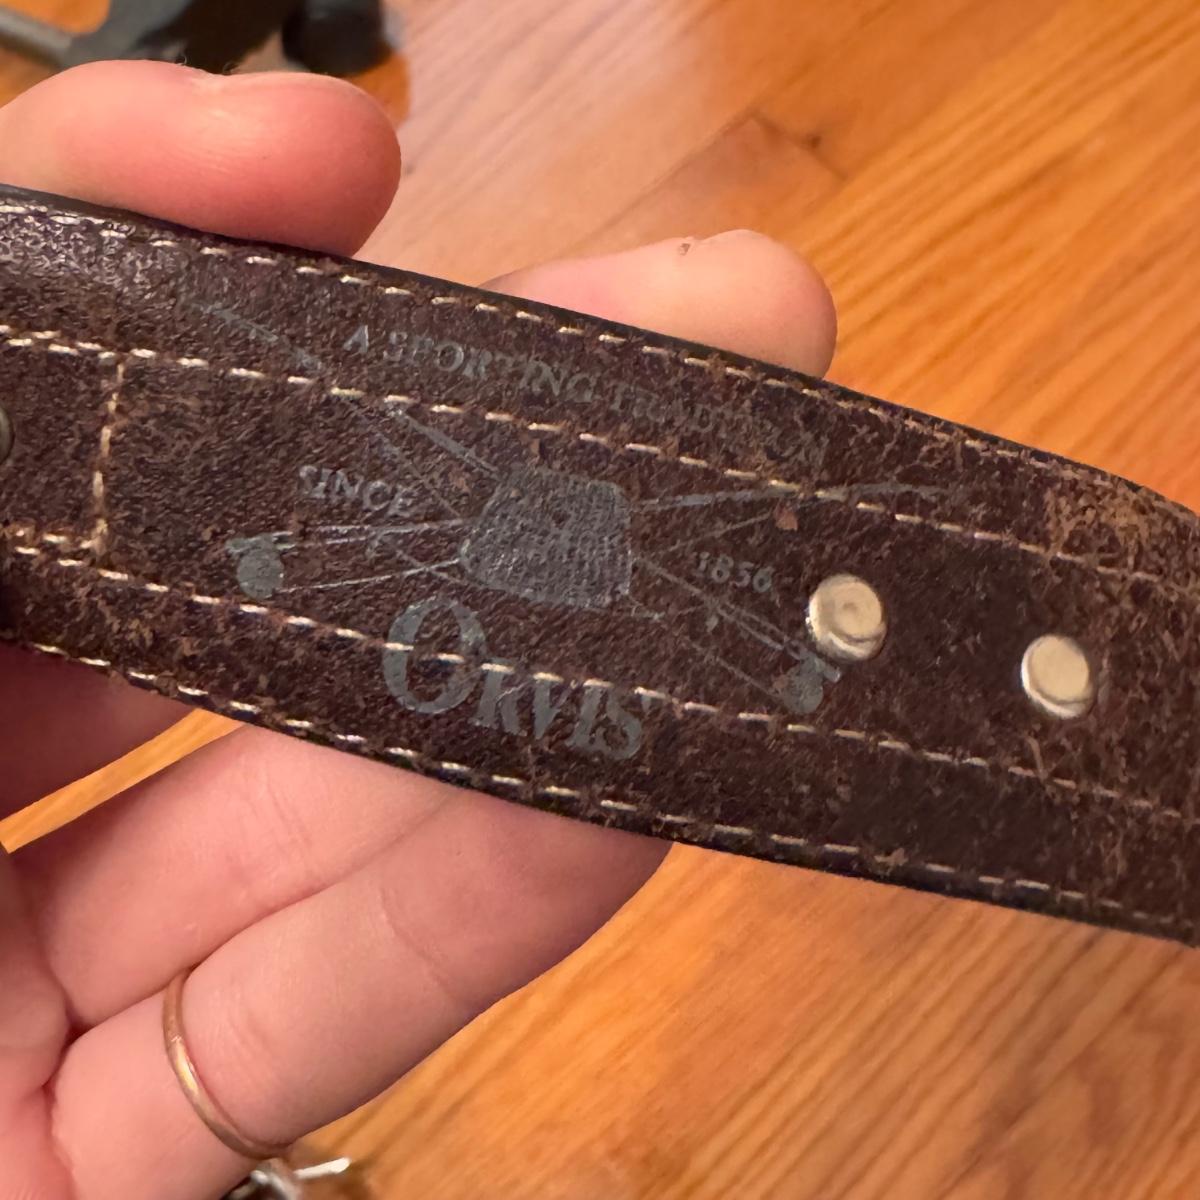 A SPORTING TRADITION
SINCE 1856
ORVIS